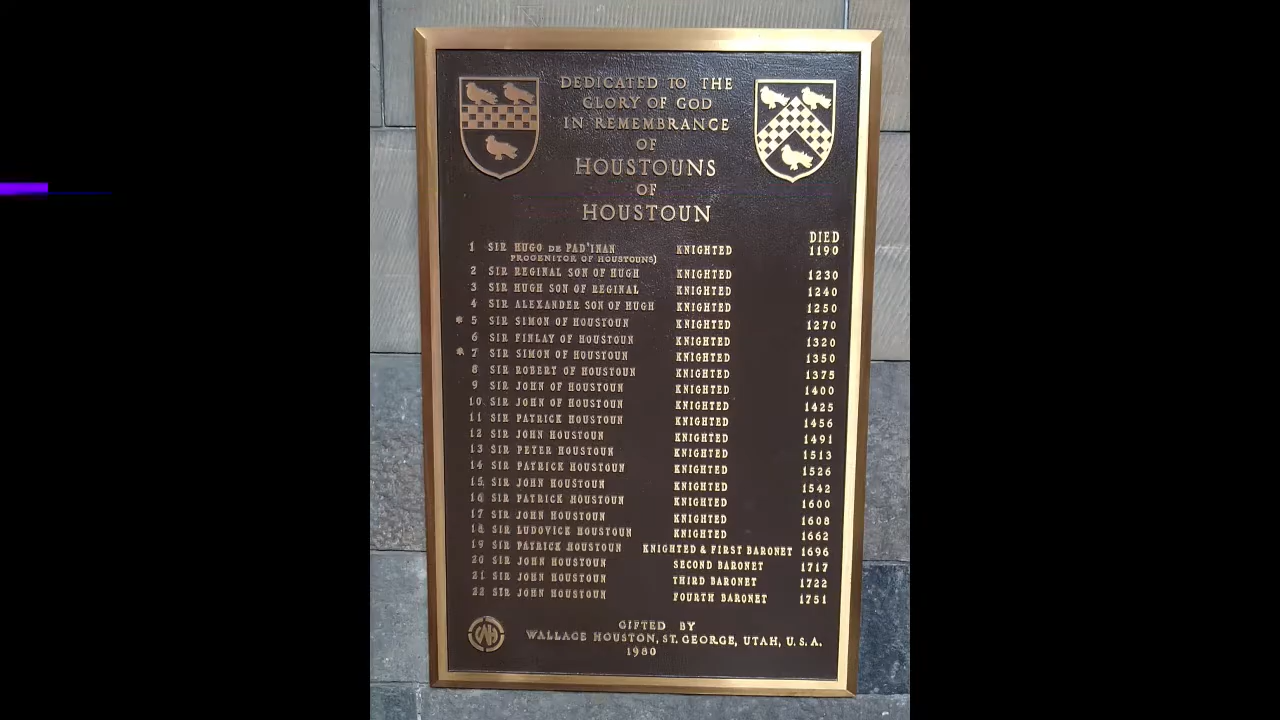 DEDICATED TO THE
GLORY OF GOD
IN REMEMBRANCE
OF
HOUSTOUNS
OF
HOUSTOUN
DIED
1 SIR HUGO DE PAD'INAN KNIGHTED 1190
PROGENITOR OF HOUSTOUNS)
2 SIR REGINAL SON OF HUGH KNIGHTED 1230
3 SIR HUGH SON OF REGINAL KNIGHTED 1240
4 SIR ALEXANDER SON OF HUGH KNIGHTED 1250
* 5 SIR SIMON OF HOUSTOUN KNIGHTED 1270
6 SIR FINLAY OF HOUSTOUN KNIGHTED 1320
* 7 SIR SIMON OF HOUSTOUN KNIGHTED 1350
8 SIR ROBERT OF HOUSTOUN KNIGHTED 1375
9 SIR JOHN OF HOUSTOUN KNIGHTED 1400
10 SIR JOHN OF HOUSTOUN KNIGHTED 1425
11 SIR PATRICK HOUSTOUN KNIGHTED 1456
12 SIR JOHN HOUSTOUN KNIGHTED 1491
13 SIR PETER HOUSTOUN KNIGHTED 1513
14 SIR PATRICK HOUSTOUN KNIGHTED 1526
15 SIR JOHN HOUSTOUN KNIGHTED 1542
16 SIR PATRICK HOUSTOUN KNIGHTED 1600
17 SIR JOHN HOUSTOUN KNIGHTED 1608
18 SIR LUDOVICK HOUSTOUN KNIGHTED 1662
19 SIR PATRICK HOUSTOUN KNIGHTED & FIRST BARONET 1696
20 SIR JOHN HOUSTOUN SECOND BARONET 1717
21 SIR JOHN HOUSTOUN THIRD BARONET 1722
22 SIR JOHN HOUSTOUN FOURTH BARONET 1751
GIFTED BY
WALLACE HOUSTON, ST. GEORGE, UTAH, U.S.A.
1980